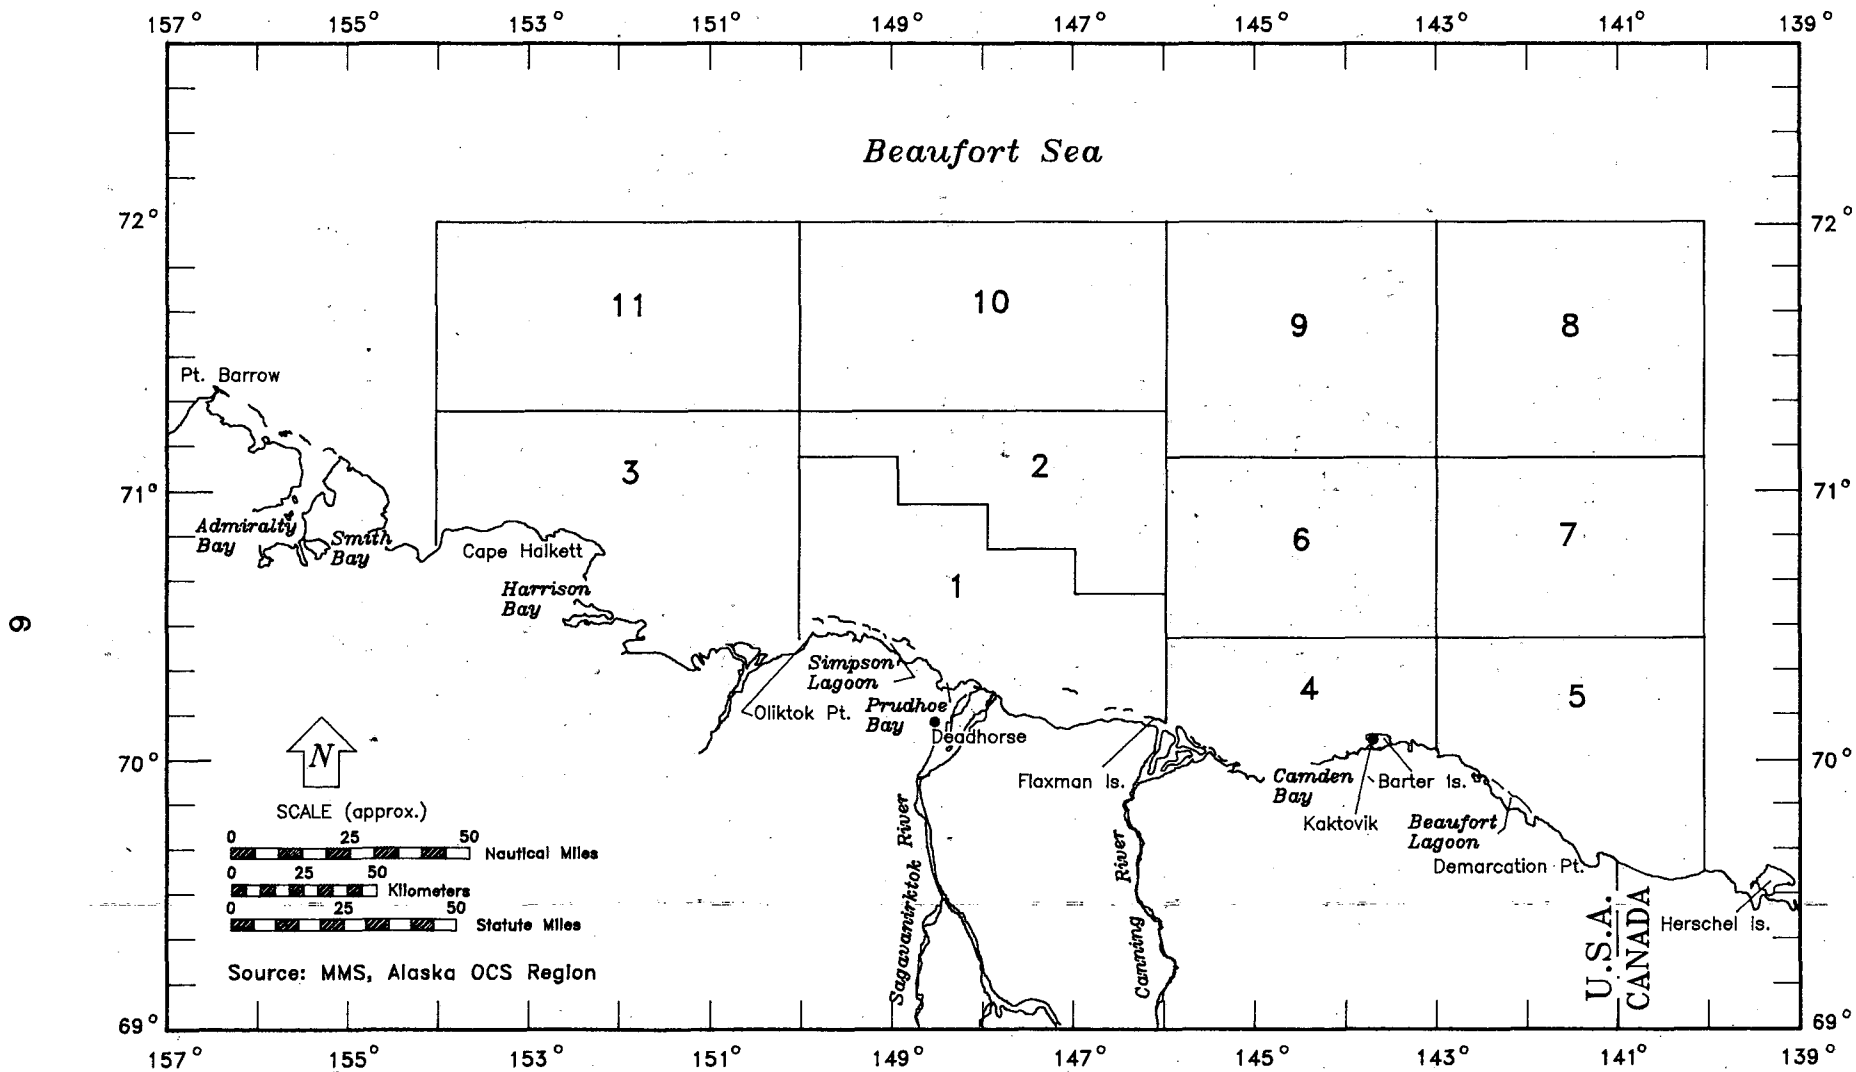 157° 155° 153° 151° 149° 147° 145° 143° 141° 139°
Beaufort Sea
72° 72°
11 10 9 8
Pt. Barrow
3 2
71° 71°
Admiralty
Bay
Smith
Bay
Cape Halkett
6 7
Harrison
Bay
1
9
Simpson
Lagoon
4 5
Oliktok Pt.
Prudhoe
Bay
Deadhorse
N
70° 70°
Flaxman Is.
Camden
Bay
Barter Is.
Kaktovik
Beaufort
Lagoon
Demarcation Pt.
Herschel Is.
Sagavanirktok River
Canning River
U.S.A.
CANADA
SCALE (approx.)
0 25 50
Nautical Miles
0 25 50
Kilometers
0 25 50
Statute Miles
Source: MMS, Alaska OCS Region
69° 69°
157° 155° 153° 151° 149° 147° 145° 143° 141° 139°